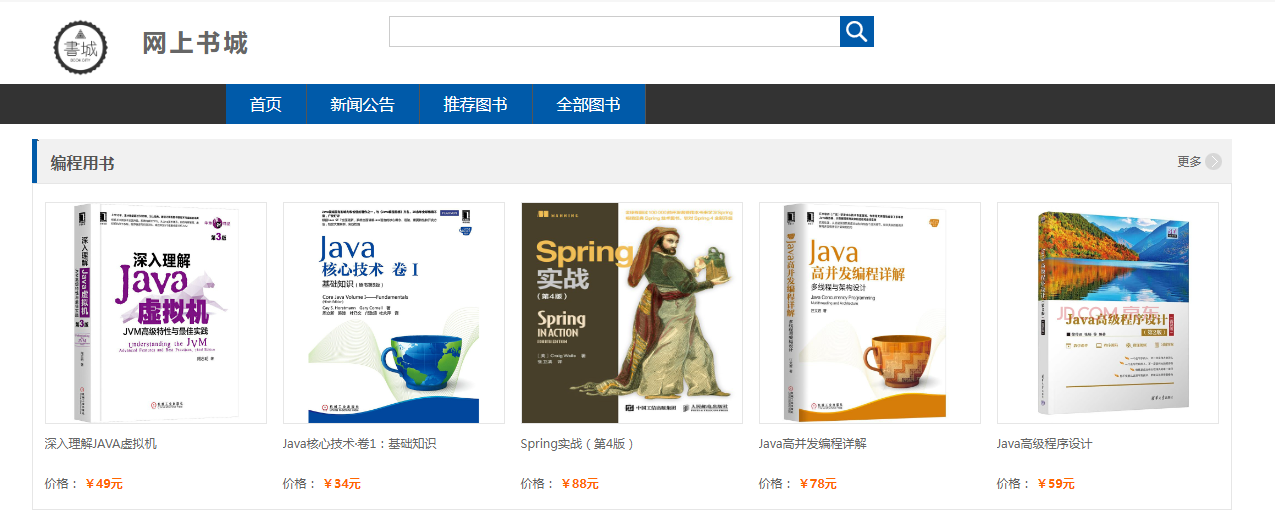 書城
BOOK CITY
网上书城
首页
新闻公告
推荐图书
全部图书
编程用书
更多
深入理解
Java
虚拟机
第3版
JVM高级特性与最佳实践
Understanding the JVM
Java
核心技术 卷 I
基础知识
Core Java Volume I——Fundamentals
MANNING
Spring
实战
（第4版）
Spring
IN ACTION
Java
高并发编程详解
多线程与架构设计
Java Concurrency Programming
JD.COM 京东
Java高级程序设计
深入理解JAVA虚拟机
Java核心技术·卷1：基础知识
Spring实战（第4版）
Java高并发编程详解
Java高级程序设计
价格：￥49元
价格：￥34元
价格：￥88元
价格：￥78元
价格：￥59元